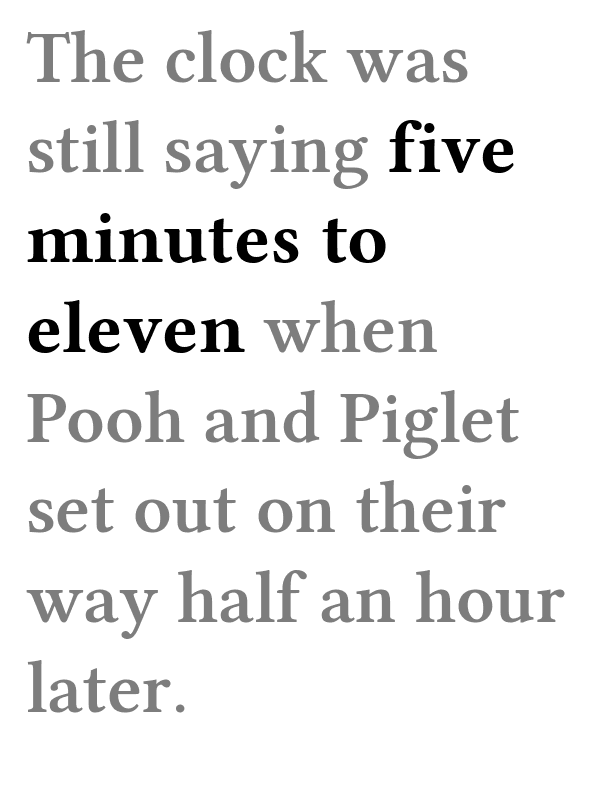 The clock was
still saying five
minutes to
eleven when
Pooh and Piglet
set out on their
way half an hour
later.